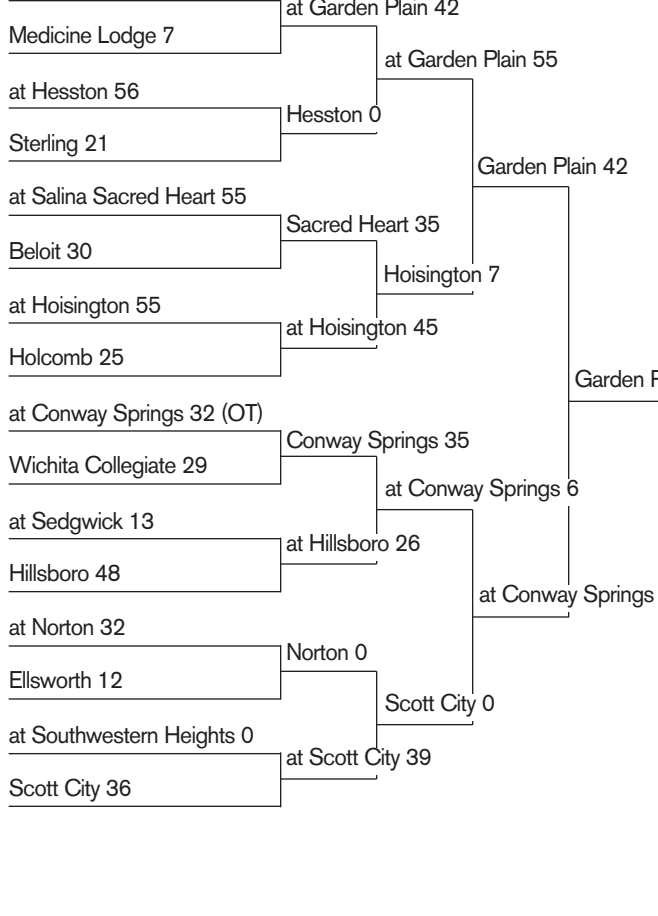 at Garden Plain 42
Medicine Lodge 7
at Garden Plain 55
at Hesston 56
Hesston 0
Sterling 21
Garden Plain 42
at Salina Sacred Heart 55
Sacred Heart 35
Beloit 30
Hoisington 7
at Hoisington 55
at Hoisington 45
Holcomb 25
Garden
at Conway Springs 32 (OT)
Conway Springs 35
Wichita Collegiate 29
at Conway Springs 6
at Sedgwick 13
at Hillsboro 26
Hillsboro 48
at Conway Springs
at Norton 32
Norton 0
Ellsworth 12
Scott City 0
at Southwestern Heights 0
at Scott City 39
Scott City 36